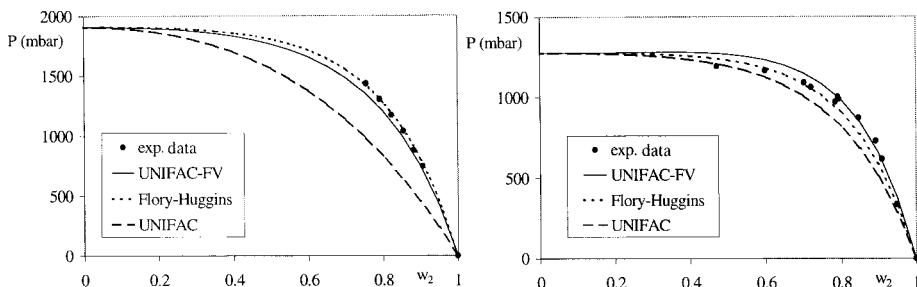 2000
P (mbar)
1500
1000
500
0
exp. data
UNIFAC-FV
Flory-Huggins
UNIFAC
0 0.2 0.4 0.6 0.8 w2 1
1500
P (mbar)
1000
500
0
exp. data
UNIFAC-FV
Flory-Huggins
UNIFAC
0 0.2 0.4 0.6 0.8 w2 1